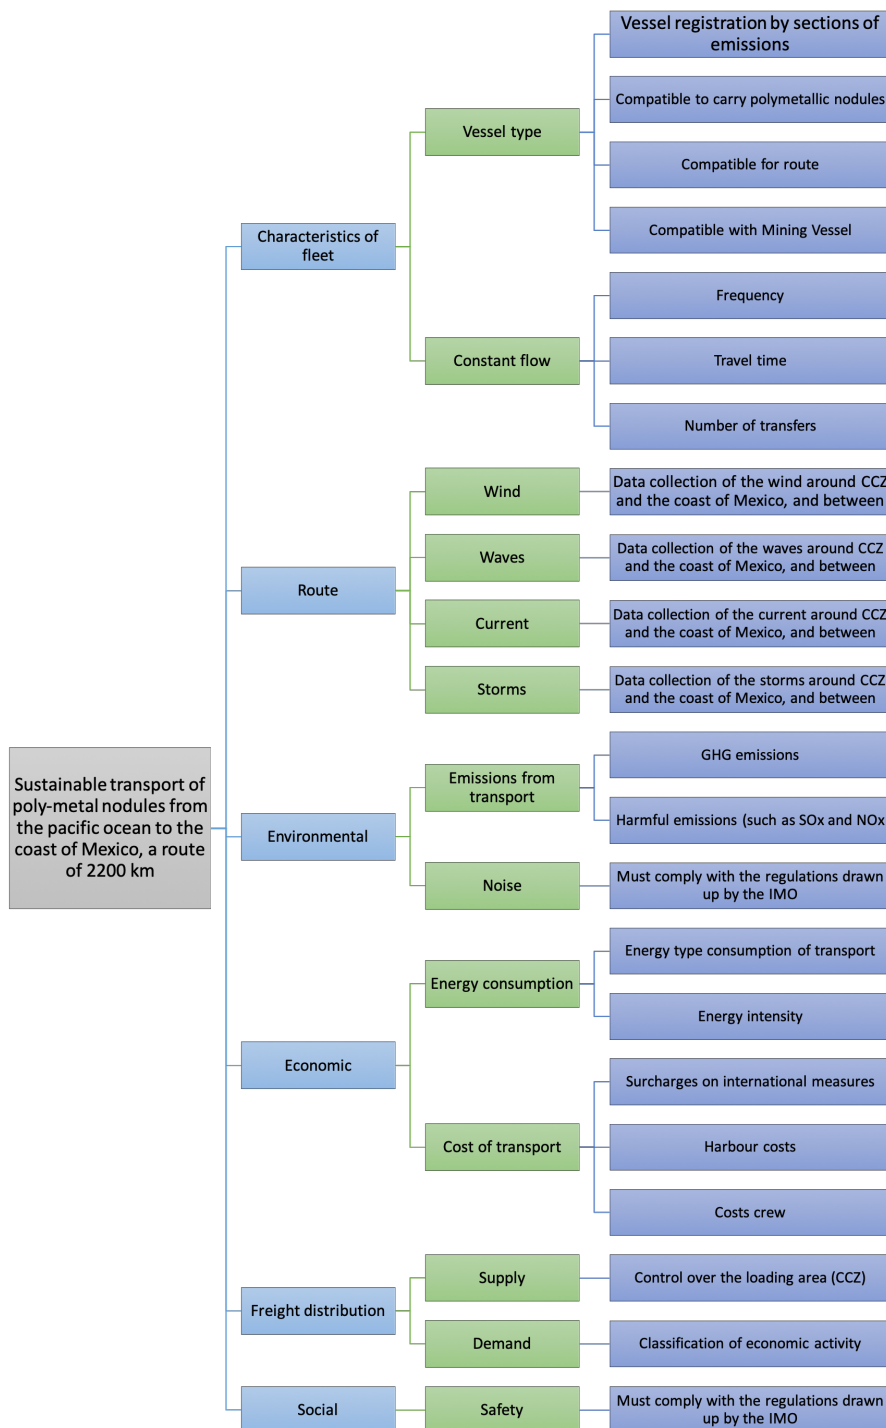 Vessel registration by sections of
emissions
Compatible to carry polymetallic nodules
Vessel type
Compatible for route
Compatible with Mining Vessel
Characteristics of
fleet
Frequency
Constant flow
Travel time
Number of transfers
Wind
Data collection of the wind around CCZ
and the coast of Mexico, and between
Waves
Data collection of the waves around CCZ
and the coast of Mexico, and between
Route
Current
Data collection of the current around CCZ
and the coast of Mexico, and between
Storms
Data collection of the storms around CCZ
and the coast of Mexico, and between
Sustainable transport of
poly-metal nodules from
the pacific ocean to the
coast of Mexico, a route
of 2200 km
GHG emissions
Emissions from
transport
Harmful emissions (such as SOx and NOx
Environmental
Noise
Must comply with the regulations drawn
up by the IMO
Energy type consumption of transport
Energy consumption
Energy intensity
Economic
Surcharges on international measures
Cost of transport
Harbour costs
Costs crew
Supply
Control over the loading area (CCZ)
Freight distribution
Demand
Classification of economic activity
Social
Safety
Must comply with the regulations drawn
up by the IMO